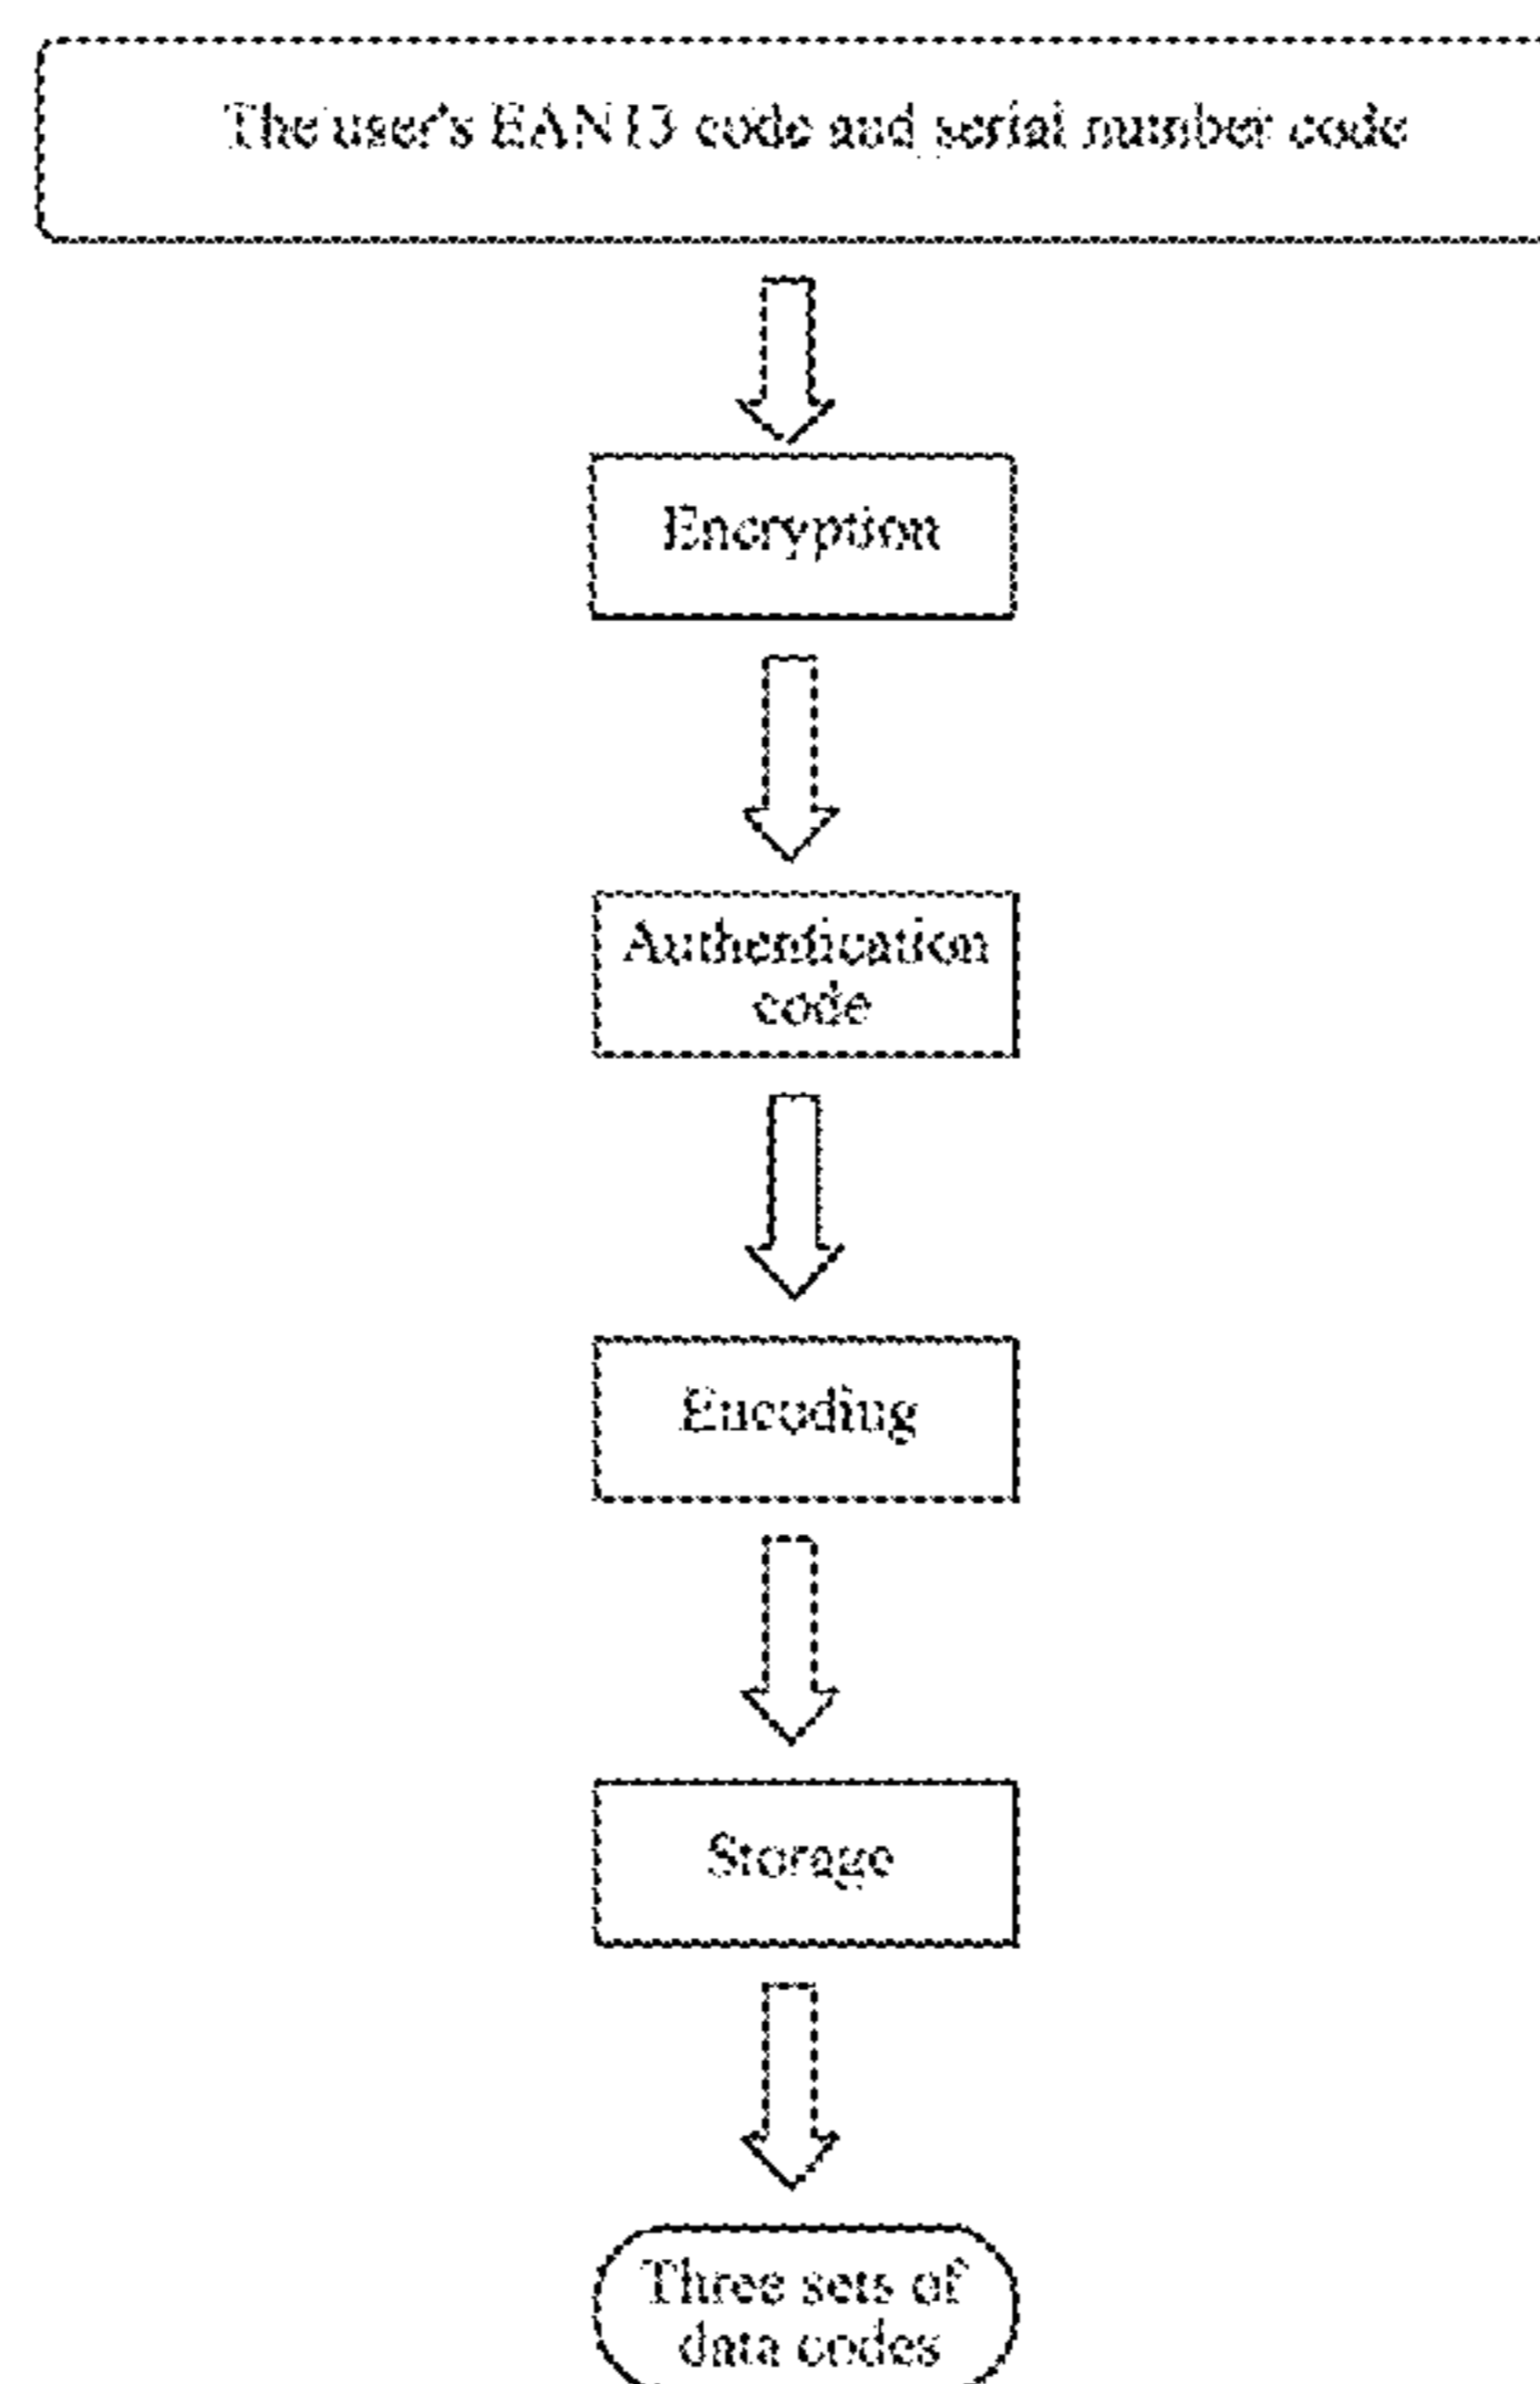 The user's EAN13 code and serial number code
Encryption
Authentication
code
Encoding
Storage
Three sets of
data codes